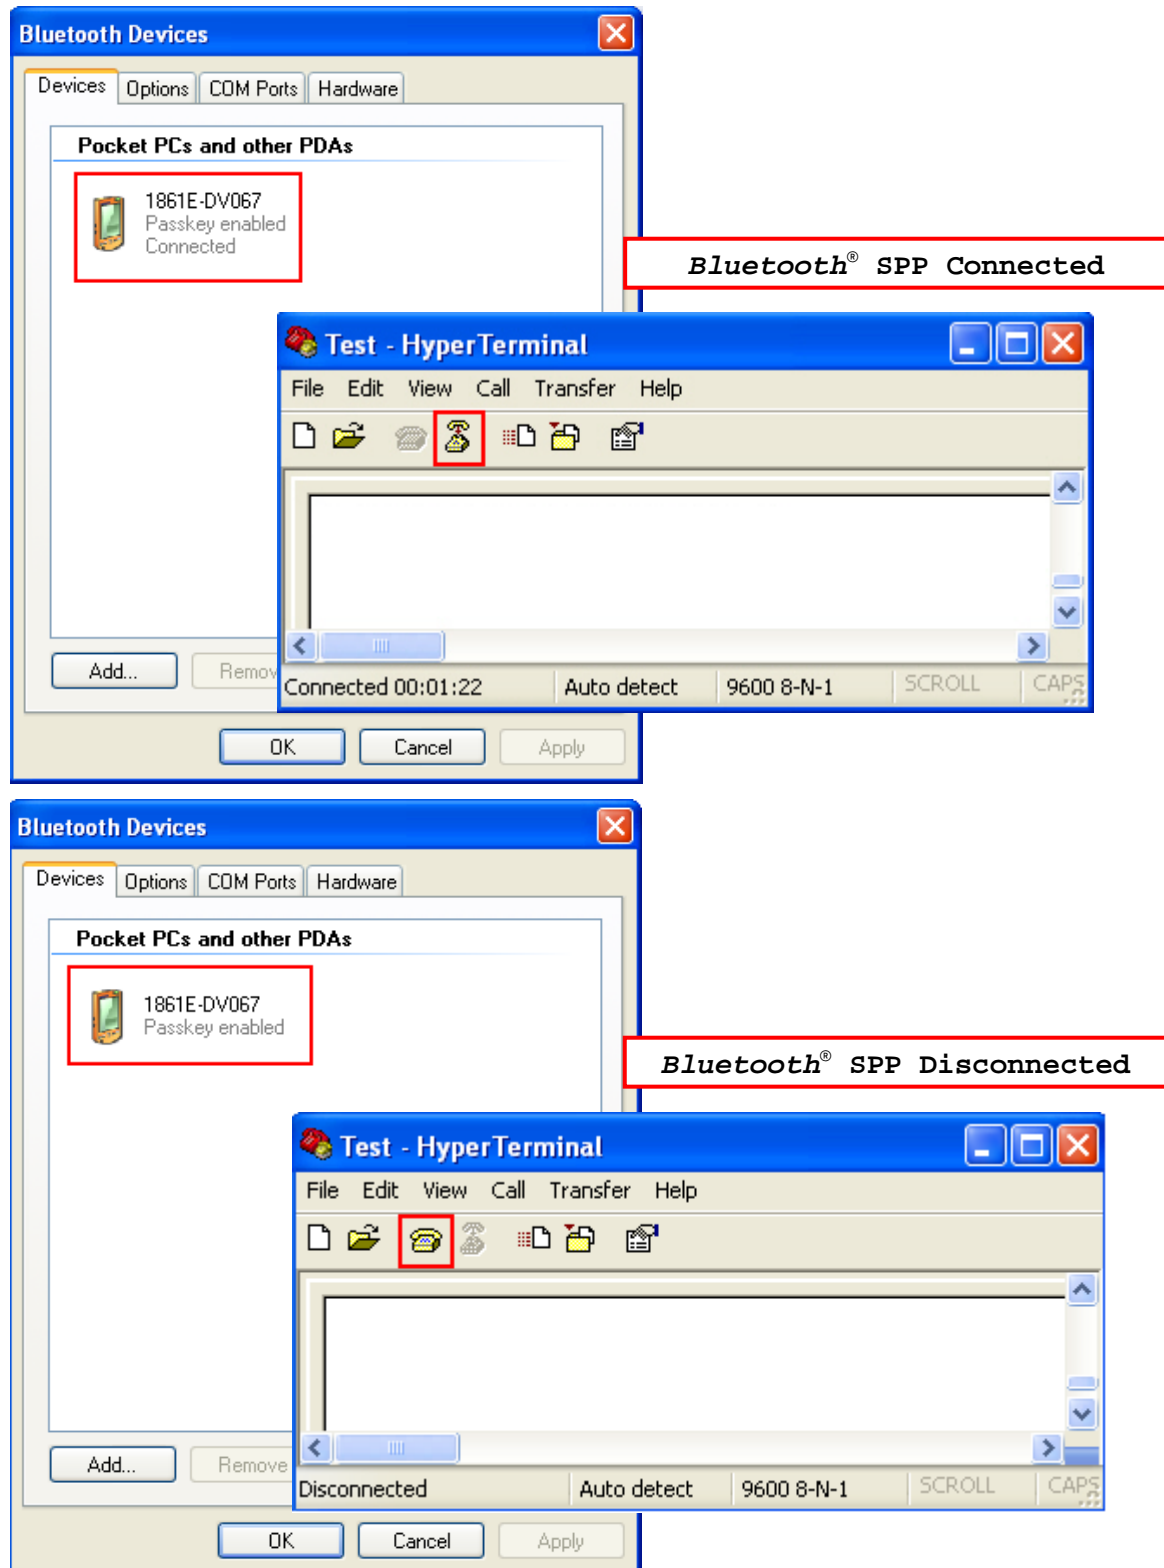 Bluetooth Devices
Devices Options COM Ports Hardware
Pocket PCs and other PDAs
1861E-DV067
Passkey enabled
Connected
Bluetooth® SPP Connected
Test - HyperTerminal
File Edit View Call Transfer Help
Connected 00:01:22 Auto detect 9600 8-N-1 SCROLL CAPS
Add... Remov
OK Cancel Apply
Bluetooth Devices
Devices Options COM Ports Hardware
Pocket PCs and other PDAs
1861E-DV067
Passkey enabled
Bluetooth® SPP Disconnected
Test - HyperTerminal
File Edit View Call Transfer Help
Disconnected Auto detect 9600 8-N-1 SCROLL CAPS
Add... Remove
OK Cancel Apply